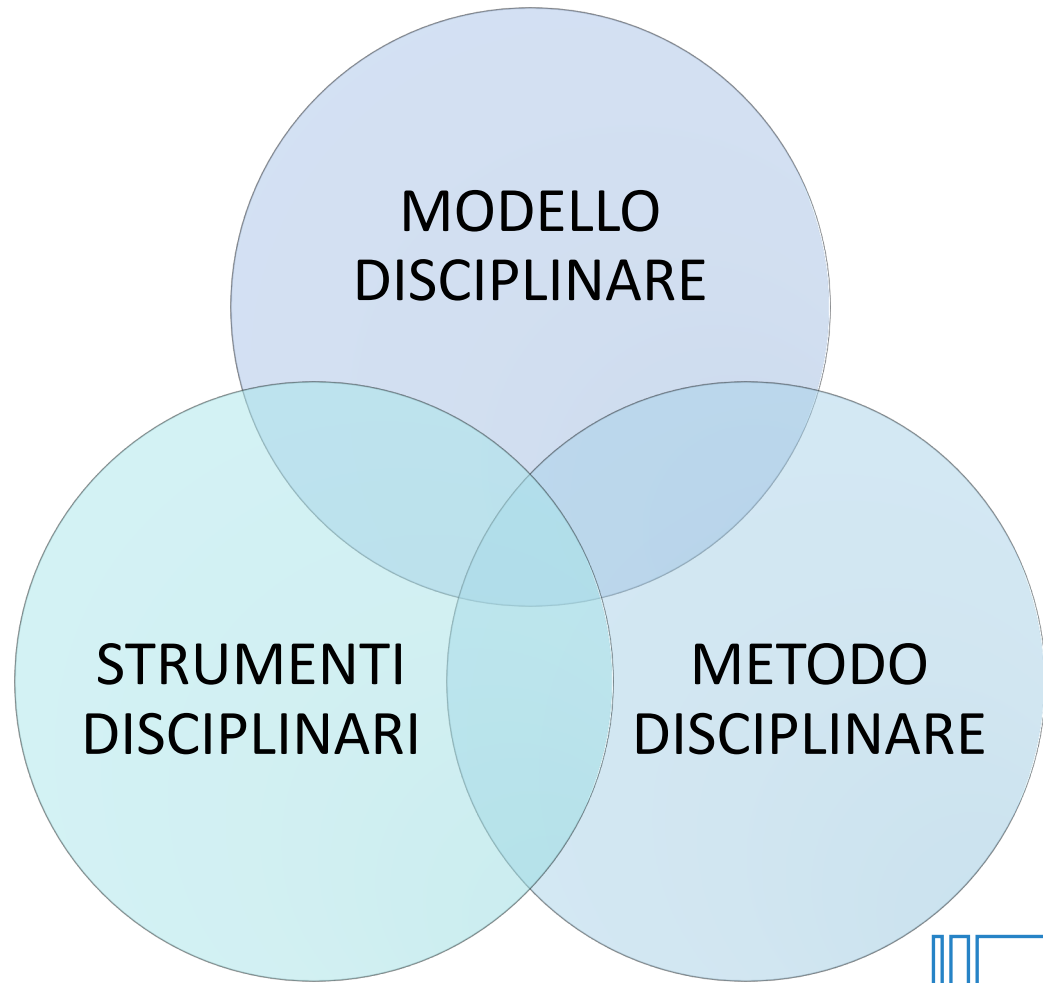 MODELLO
DISCIPLINARE
STRUMENTI
DISCIPLINARI
METODO
DISCIPLINARE